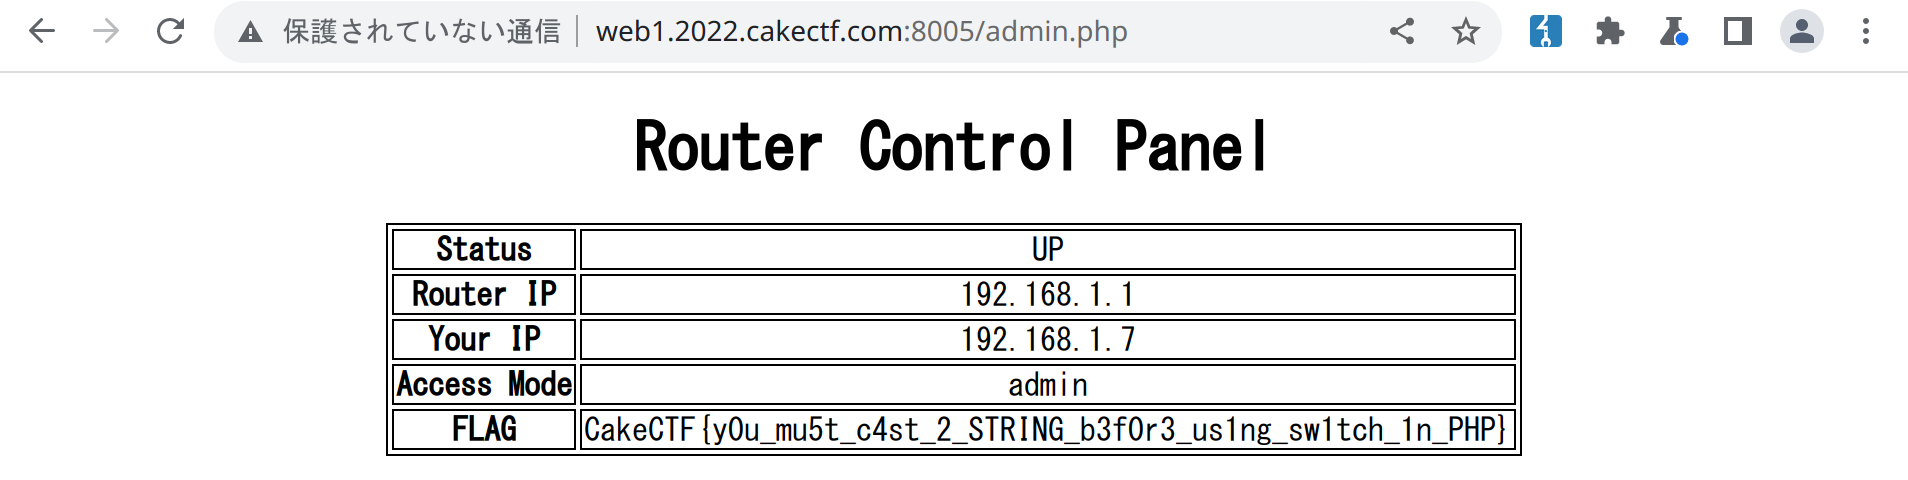 保護されていない通信 web1.2022.cakectf.com:8005/admin.php
Router Control Panel
Status UP
Router IP 192.168.1.1
Your IP 192.168.1.7
Access Mode admin
FLAG CakeCTF{y0u_mu5t_c4st_2_STRING_b3f0r3_us1ng_sw1tch_1n_PHP}